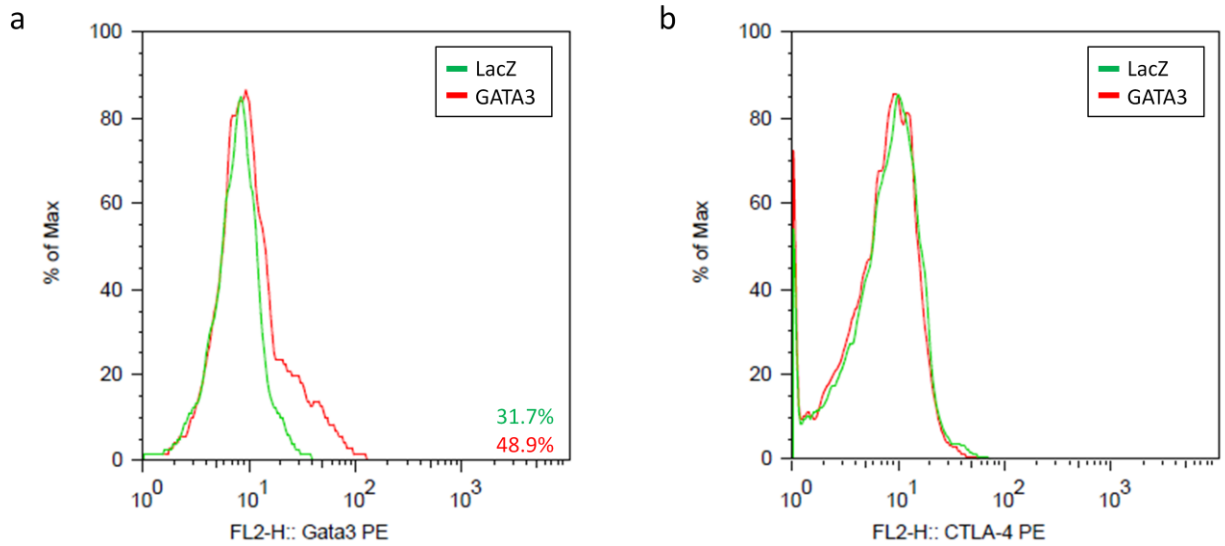 a
100
80
60
40
20
0
% of Max
LacZ
GATA3
31.7%
48.9%
10^0 10^1 10^2 10^3
FL2-H:: Gata3 PE
b
100
80
60
40
20
0
% of Max
LacZ
GATA3
10^0 10^1 10^2 10^3
FL2-H:: CTLA-4 PE